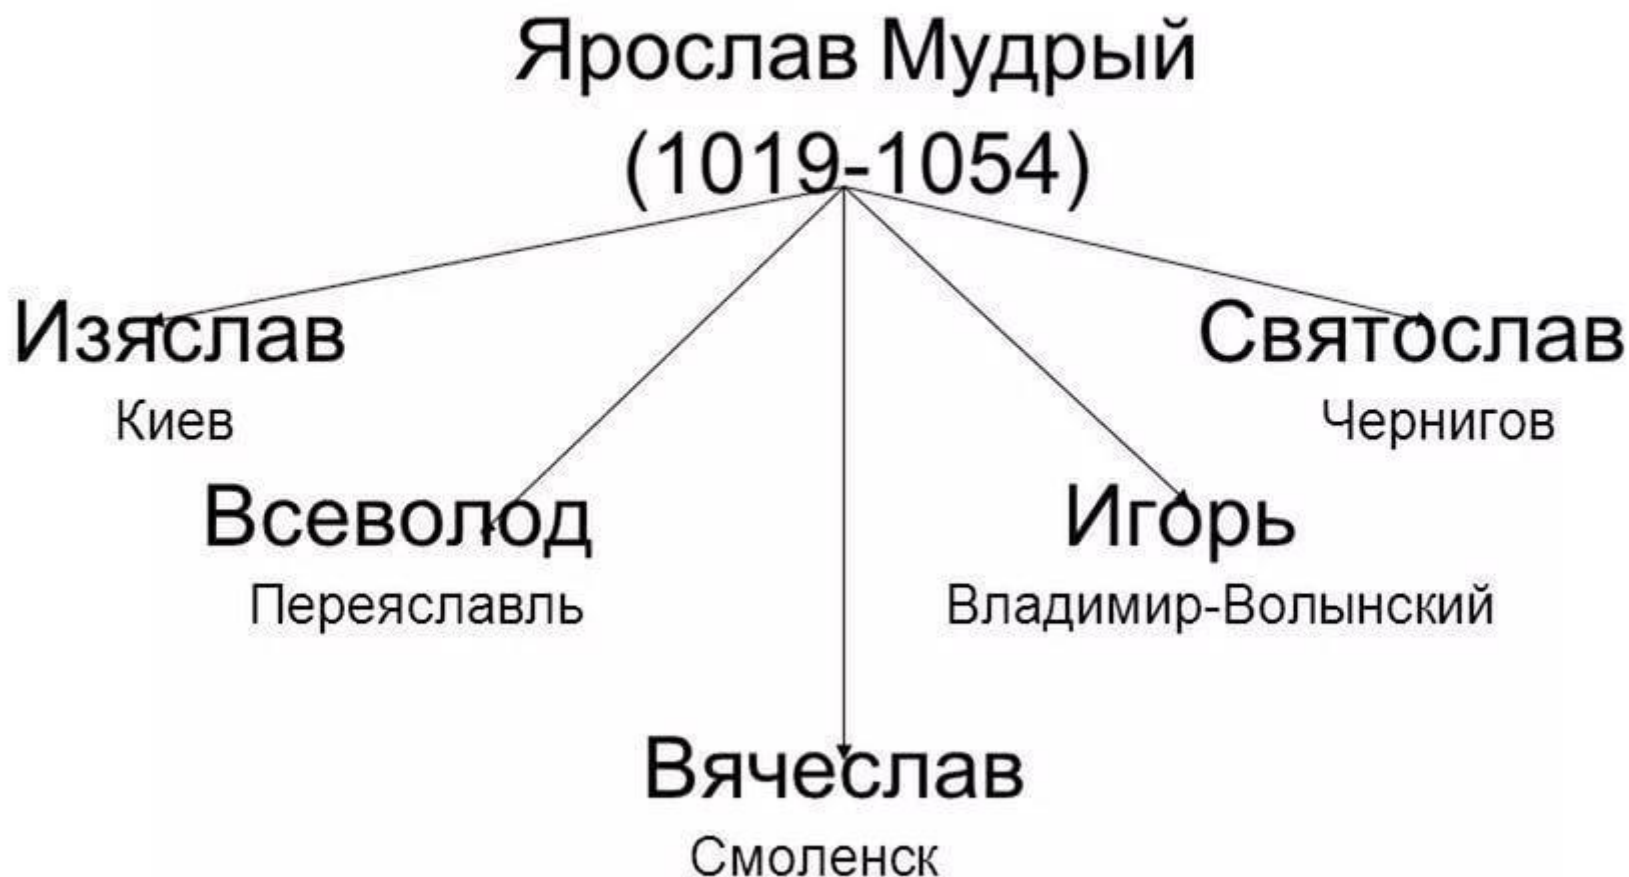 Ярослав Мудрый
(1019-1054)
Изяслав
Киев
Святослав
Чернигов
Всеволод
Переяславль
Игорь
Владимир-Волынский
Вячеслав
Смоленск